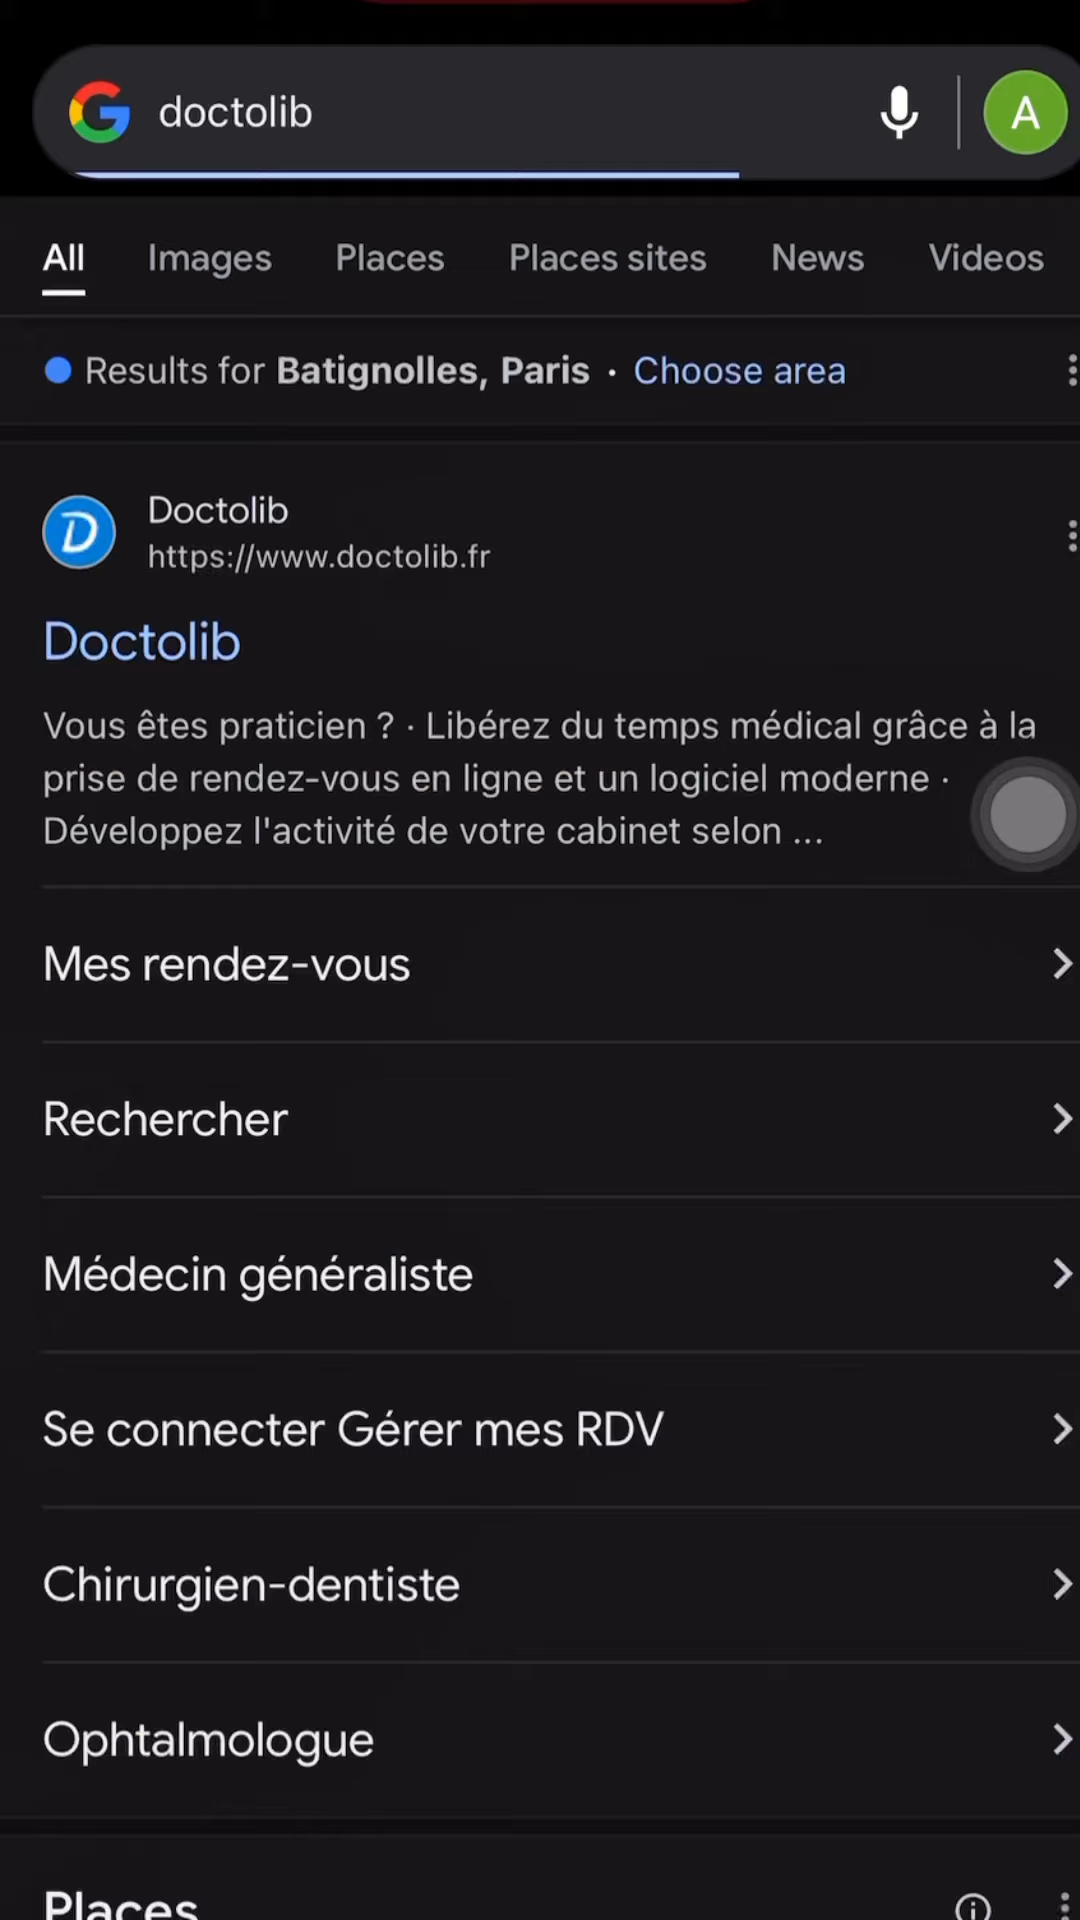 doctolib
A
All Images Places Places sites News Videos
Results for Batignolles, Paris · Choose area
Doctolib
https://www.doctolib.fr
Doctolib
Vous êtes praticien ? · Libérez du temps médical grâce à la
prise de rendez-vous en ligne et un logiciel moderne ·
Développez l'activité de votre cabinet selon ...
Mes rendez-vous
Rechercher
Médecin généraliste
Se connecter Gérer mes RDV
Chirurgien-dentiste
Ophtalmologue
Places